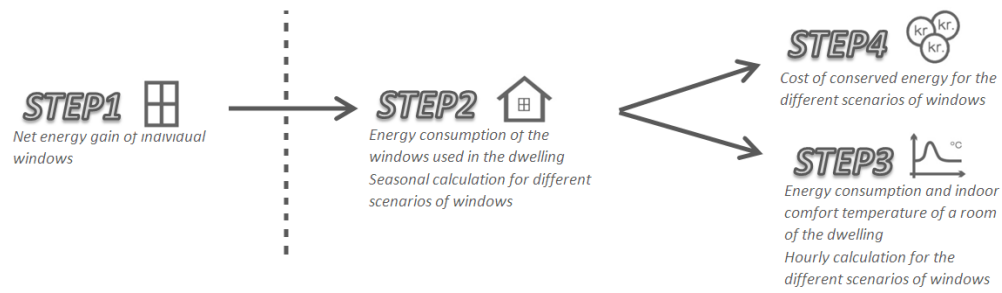 STEP1
Net energy gain of individual
windows
STEP2
Energy consumption of the
windows used in the dwelling
Seasonal calculation for different
scenarios of windows
STEP4
kr. kr. kr.
Cost of conserved energy for the
different scenarios of windows
STEP3
°C
Energy consumption and indoor
comfort temperature of a room
of the dwelling
Hourly calculation for the
different scenarios of windows